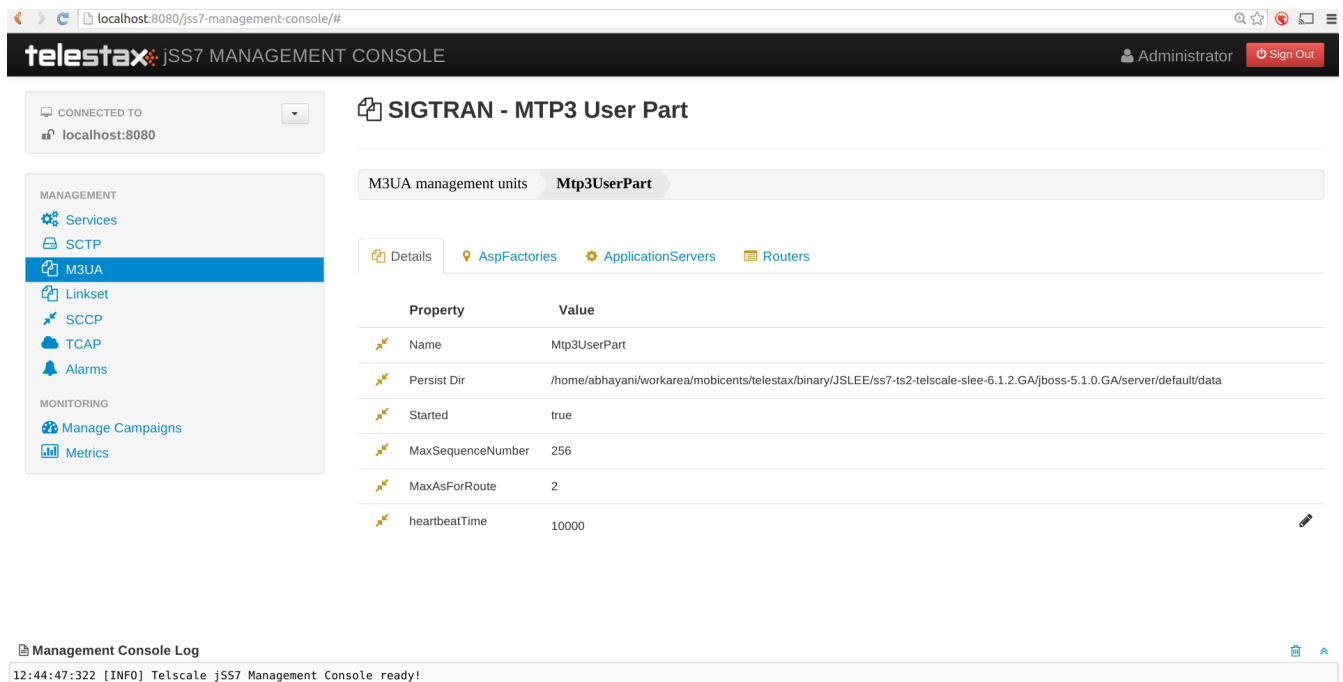 localhost:8080/jss7-management-console/#
telestax jSS7 MANAGEMENT CONSOLE
Administrator
Sign Out
CONNECTED TO
localhost:8080
SIGTRAN - MTP3 User Part
M3UA management units
Mtp3UserPart
MANAGEMENT
Services
SCTP
M3UA
Linkset
SCCP
TCAP
Alarms
MONITORING
Manage Campaigns
Metrics
Details
AspFactories
ApplicationServers
Routers
Property Value
Name Mtp3UserPart
Persist Dir /home/abhayani/workarea/mobicents/telestax/binary/JSLEE/ss7-ts2-telscale-slee-6.1.2.GA/jboss-5.1.0.GA/server/default/data
Started true
MaxSequenceNumber 256
MaxAsForRoute 2
heartbeatTime 10000
Management Console Log
12:44:47:322 [INFO] Telscale jSS7 Management Console ready!